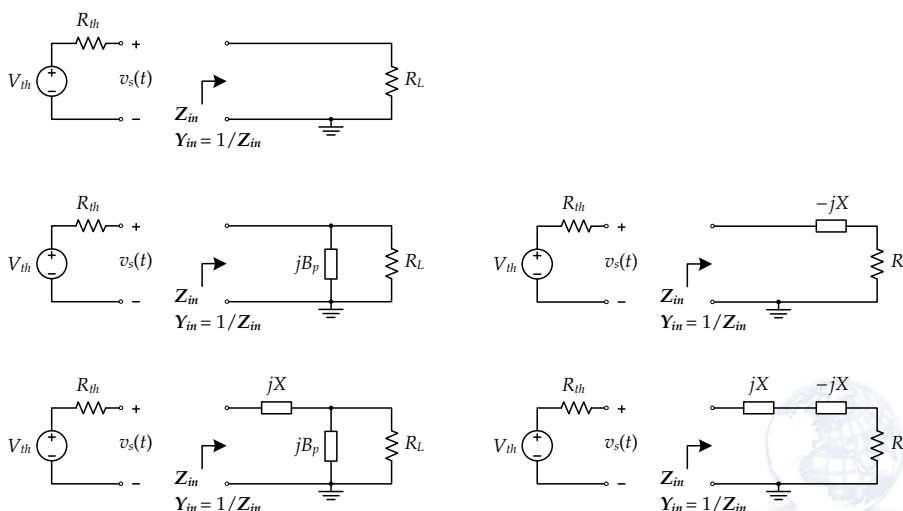 R_th
V_th + − + v_s(t) − Z_in R_L
Y_in = 1/Z_in
R_th
V_th + − + v_s(t) − Z_in jB_p R_L
Y_in = 1/Z_in
R_th −jX
V_th + − + v_s(t) − Z_in R
Y_in = 1/Z_in
R_th jX
V_th + − + v_s(t) − Z_in jB_p R_L
Y_in = 1/Z_in
R_th jX −jX
V_th + − + v_s(t) − Z_in R
Y_in = 1/Z_in